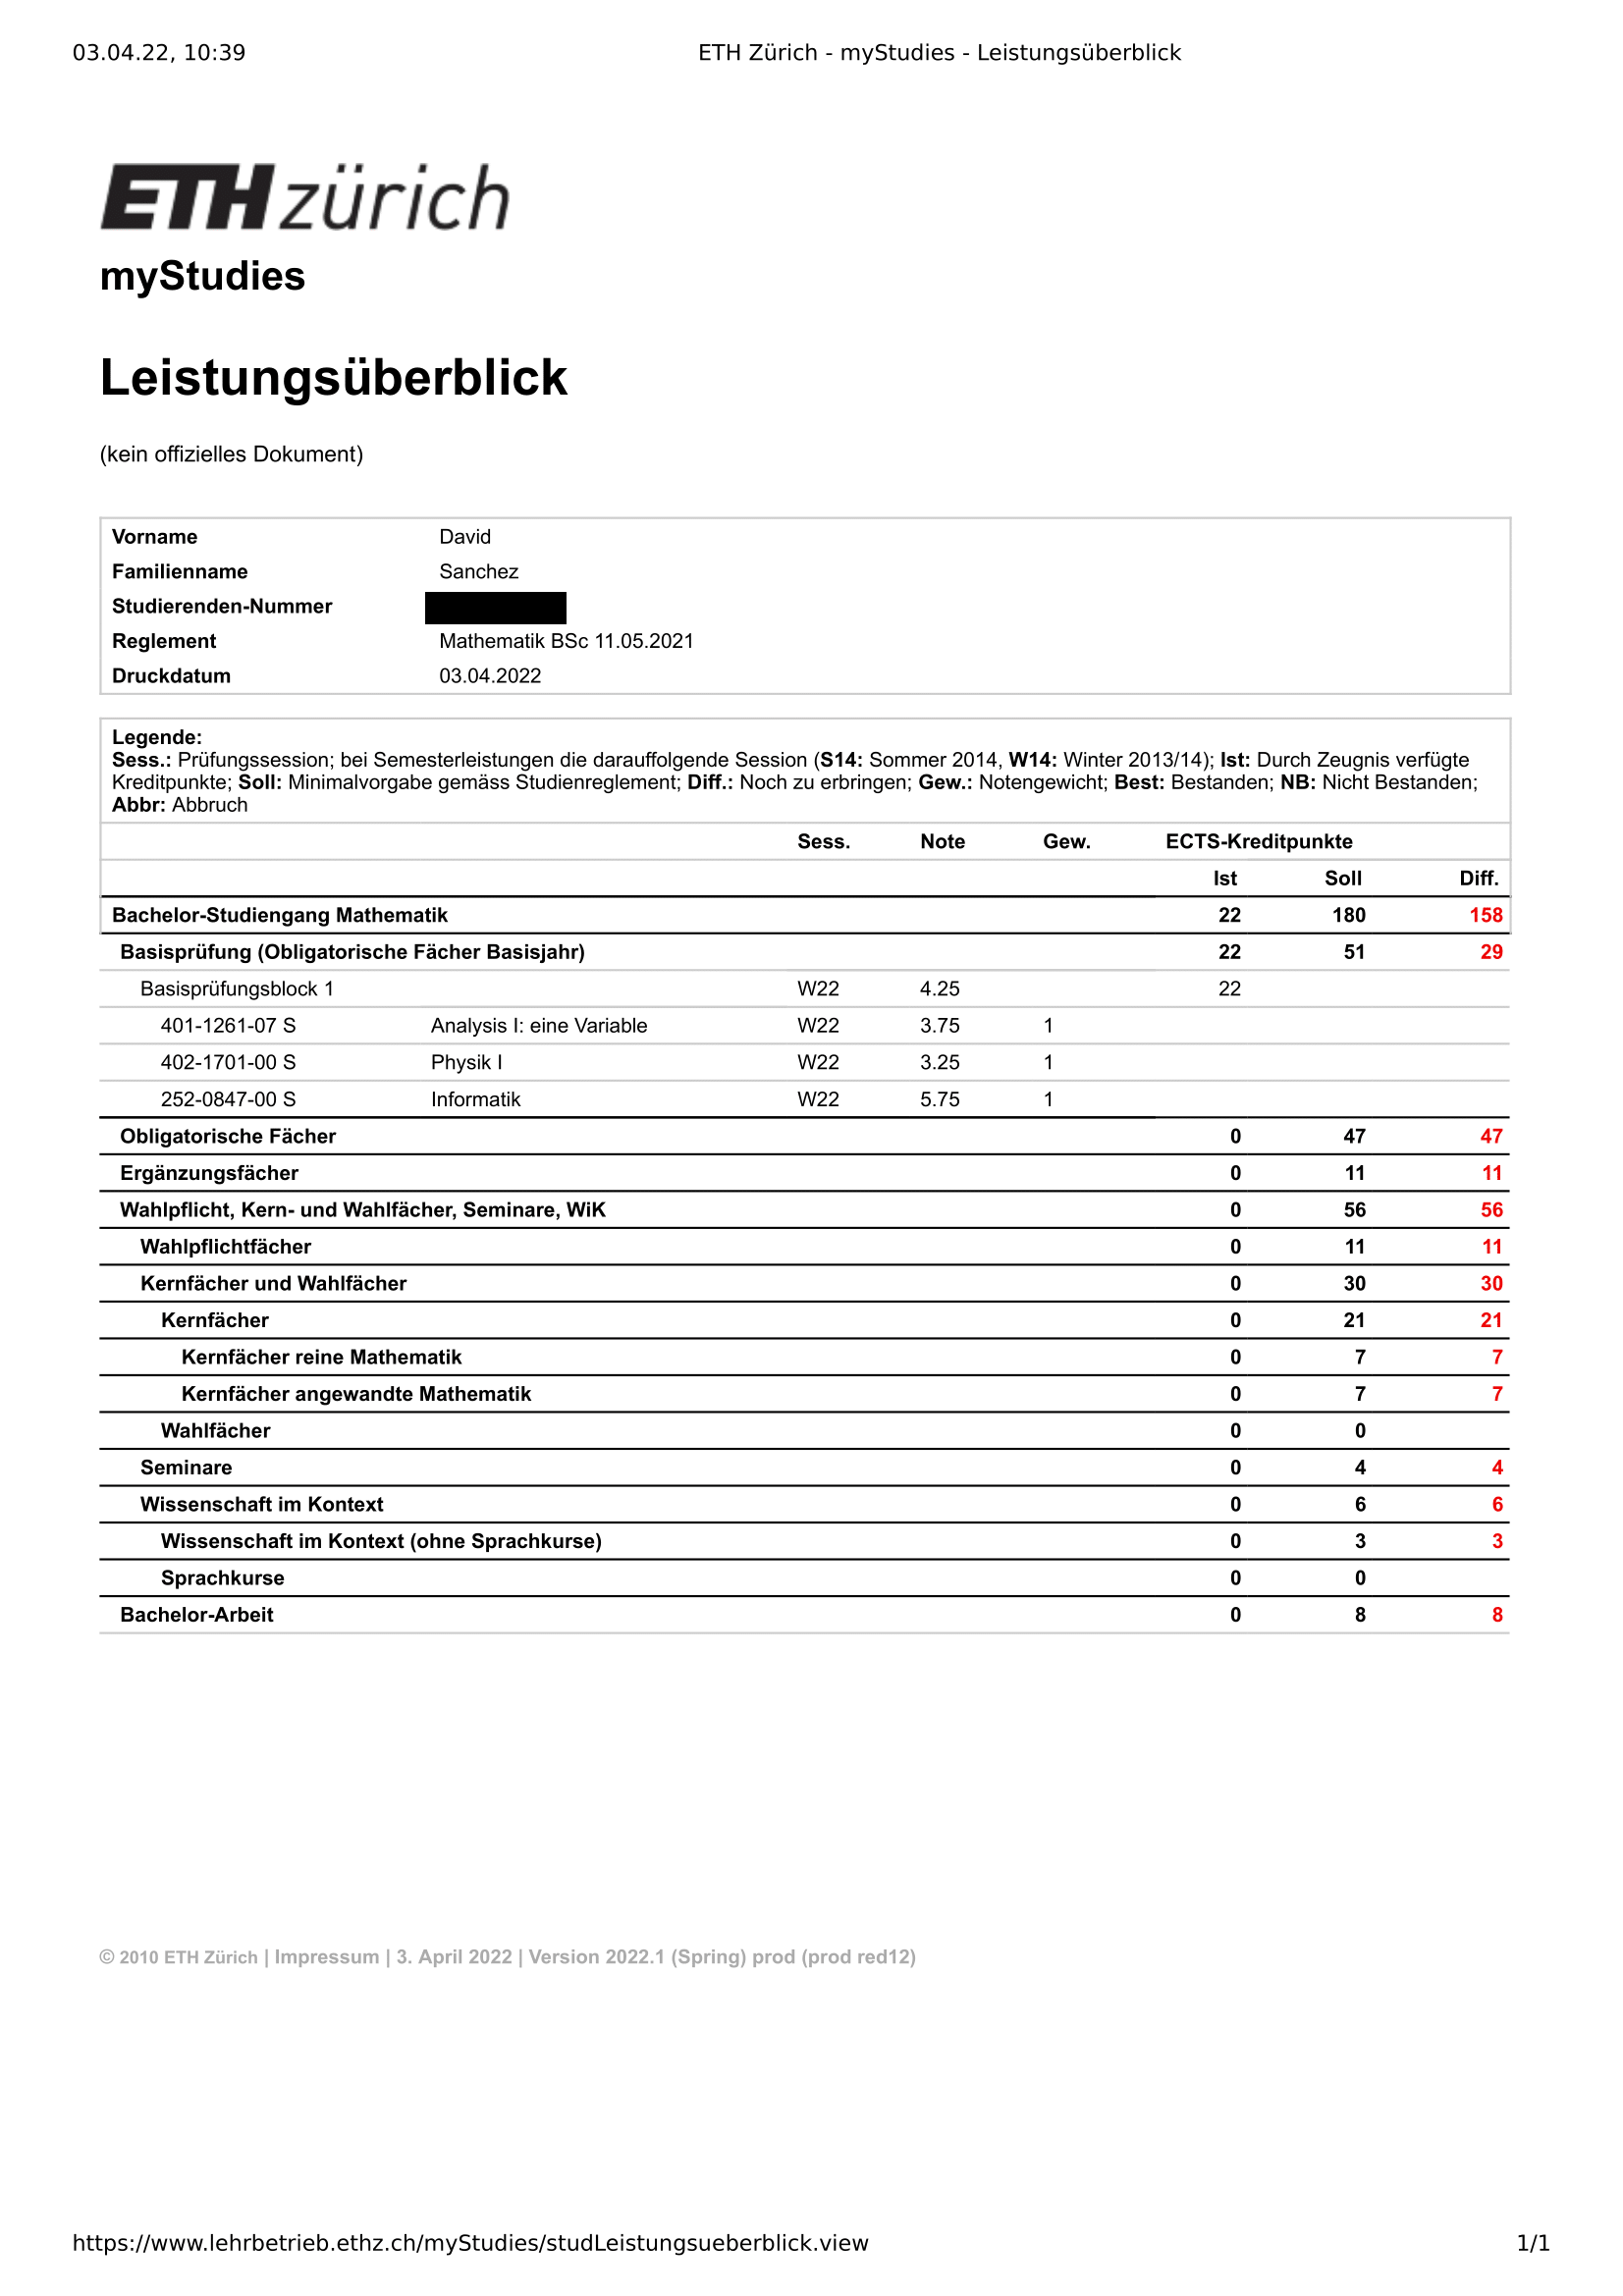 03.04.22, 10:39 ETH Zürich - myStudies - Leistungsüberblick
ETH zürich
myStudies
Leistungsüberblick
(kein offizielles Dokument)
Vorname David
Familienname Sanchez
Studierenden-Nummer
Reglement Mathematik BSc 11.05.2021
Druckdatum 03.04.2022
Legende:
Sess.: Prüfungssession; bei Semesterleistungen die darauffolgende Session (S14: Sommer 2014, W14: Winter 2013/14); Ist: Durch Zeugnis verfügte
Kreditpunkte; Soll: Minimalvorgabe gemäss Studienreglement; Diff.: Noch zu erbringen; Gew.: Notengewicht; Best: Bestanden; NB: Nicht Bestanden;
Abbr: Abbruch
Sess. Note Gew. ECTS-Kreditpunkte
Ist Soll Diff.
Bachelor-Studiengang Mathematik 22 180 158
Basisprüfung (Obligatorische Fächer Basisjahr) 22 51 29
Basisprüfungsblock 1 W22 4.25 22
401-1261-07 S Analysis I: eine Variable W22 3.75 1
402-1701-00 S Physik I W22 3.25 1
252-0847-00 S Informatik W22 5.75 1
Obligatorische Fächer 0 47 47
Ergänzungsfächer 0 11 11
Wahlpflicht, Kern- und Wahlfächer, Seminare, WiK 0 56 56
Wahlpflichtfächer 0 11 11
Kernfächer und Wahlfächer 0 30 30
Kernfächer 0 21 21
Kernfächer reine Mathematik 0 7 7
Kernfächer angewandte Mathematik 0 7 7
Wahlfächer 0 0
Seminare 0 4 4
Wissenschaft im Kontext 0 6 6
Wissenschaft im Kontext (ohne Sprachkurse) 0 3 3
Sprachkurse 0 0
Bachelor-Arbeit 0 8 8
© 2010 ETH Zürich | Impressum | 3. April 2022 | Version 2022.1 (Spring) prod (prod red12)
https://www.lehrbetrieb.ethz.ch/myStudies/studLeistungsueberblick.view 1/1